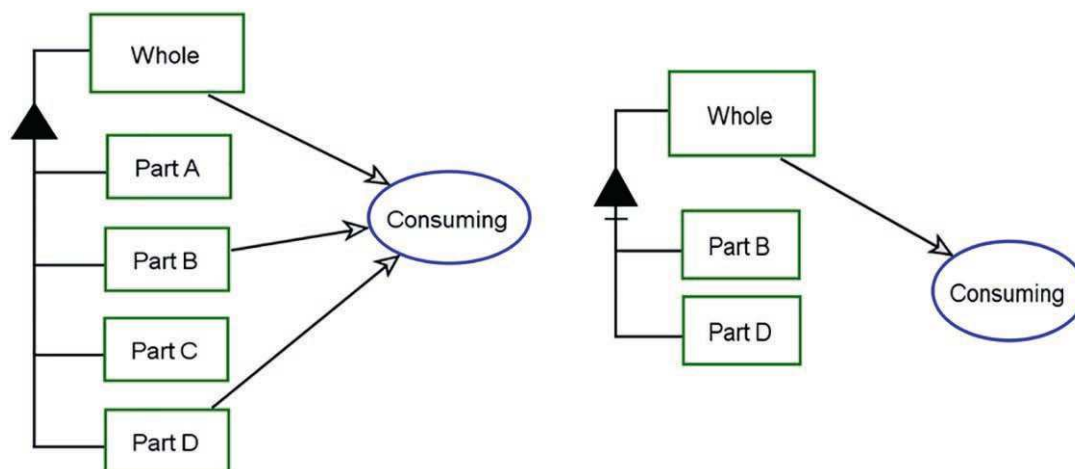 Whole
Part A
Part B
Part C
Part D
Consuming
Whole
Part B
Part D
Consuming